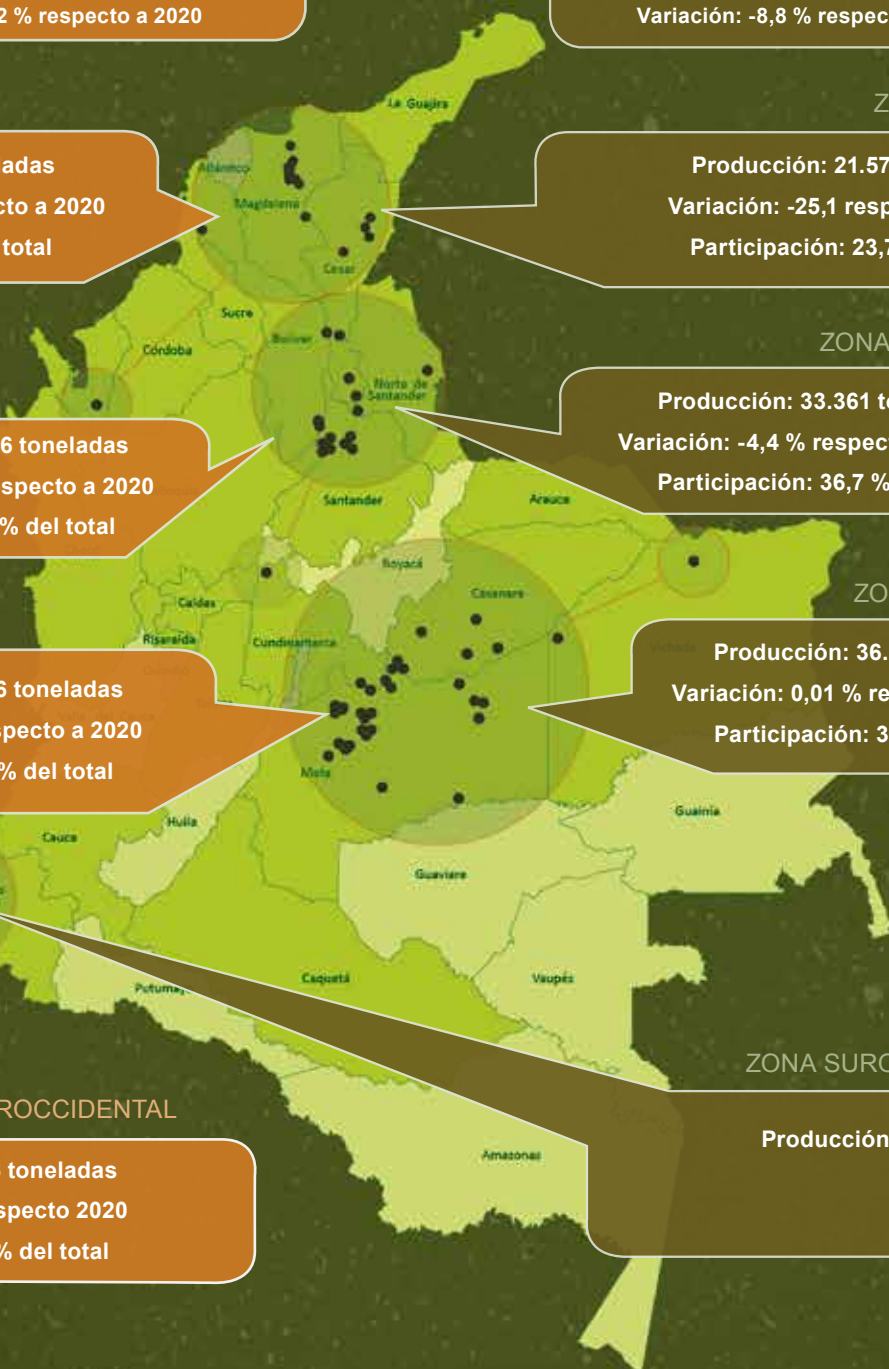 2 % respecto a 2020
Variación: -8,8 % respec
La Guajira
Z
adas
cto a 2020
total
Atlántico
Magdalena
Cesar
Producción: 21.57
Variación: -25,1 resp
Participación: 23,7
Sucre
Córdoba
Bolívar
Norte de
Santander
ZONA
Producción: 33.361 to
Variación: -4,4 % respect
Participación: 36,7 %
6 toneladas
specto a 2020
% del total
Santander
Arauca
Boyacá
Casanare
Caldas
Risaralda
Cundinamarca
Vichada
ZO
Producción: 36.
Variación: 0,01 % re
Participación: 3
6 toneladas
specto a 2020
% del total
Meta
Huila
Cauca
Guainía
Guaviare
Caquetá
Vaupés
Putumay
ZONA SURO
Producción
ROCCIDENTAL
toneladas
specto 2020
% del total
Amazonas